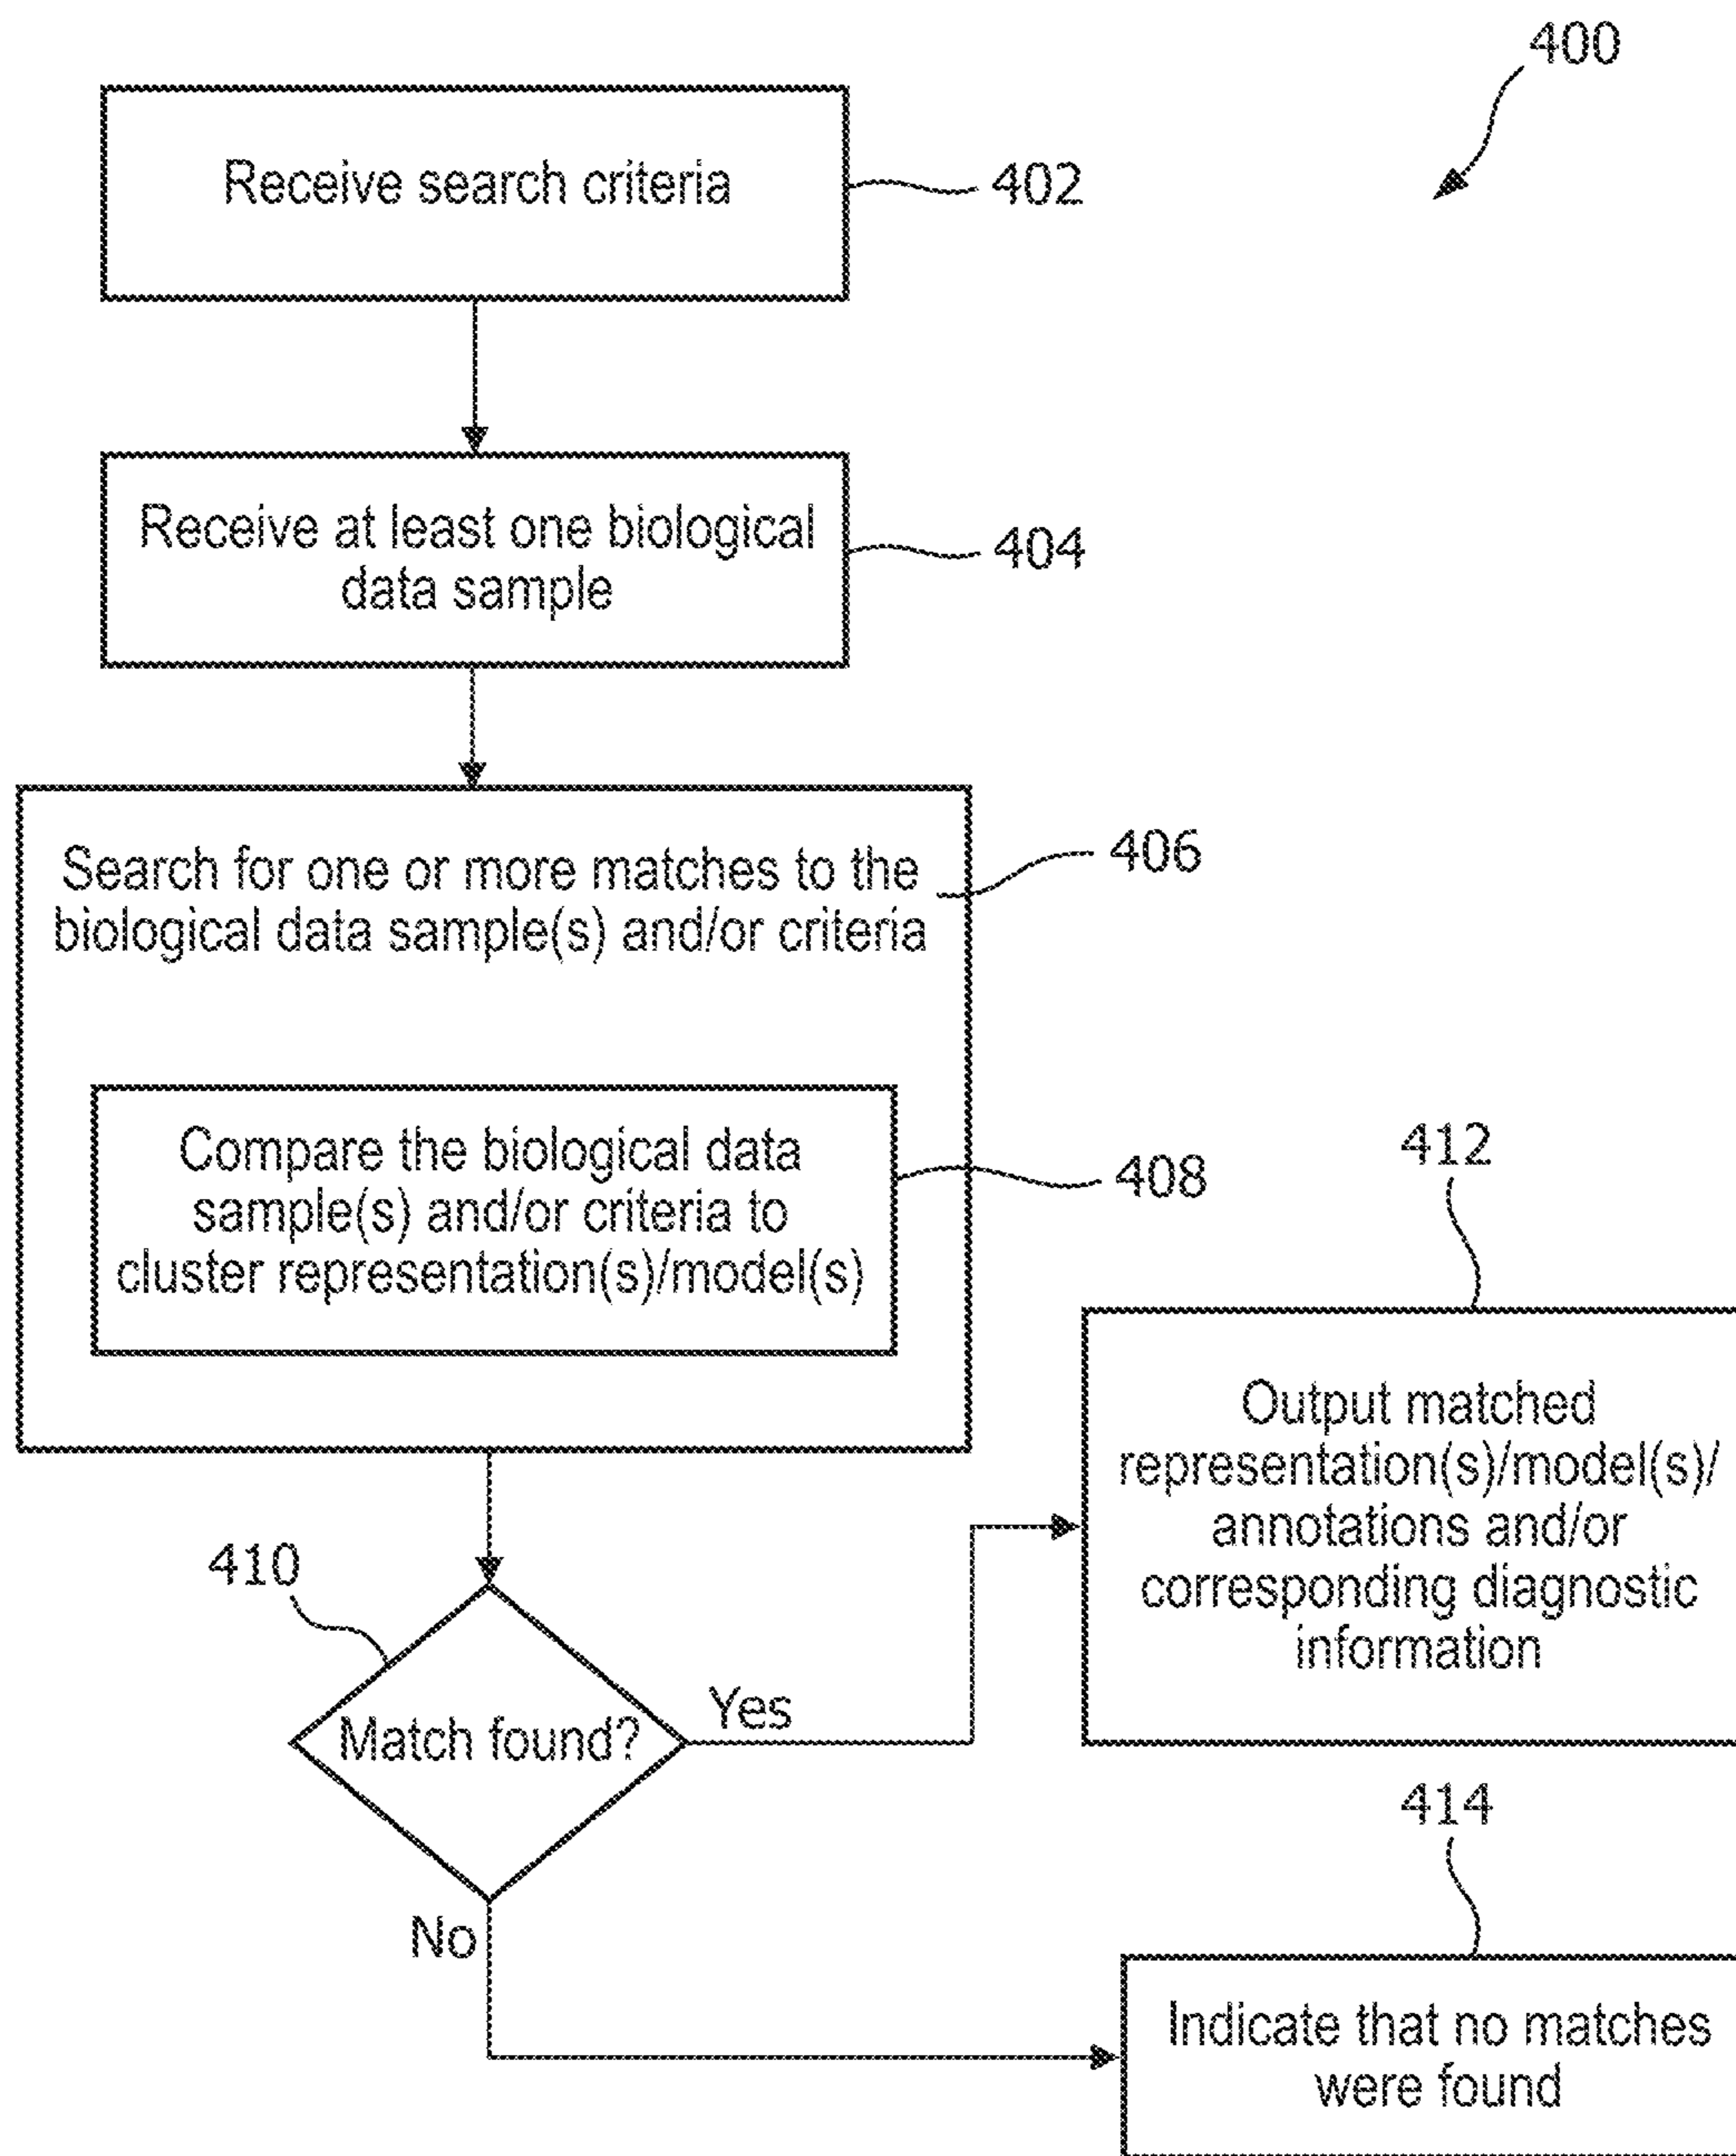 400
Receive search criteria
402
Receive at least one biological
data sample
404
Search for one or more matches to the
biological data sample(s) and/or criteria
406
Compare the biological data
sample(s) and/or criteria to
cluster representation(s)/model(s)
408
412
Output matched
representation(s)/model(s)/
annotations and/or
corresponding diagnostic
information
410
Match found?
Yes
No
414
Indicate that no matches
were found